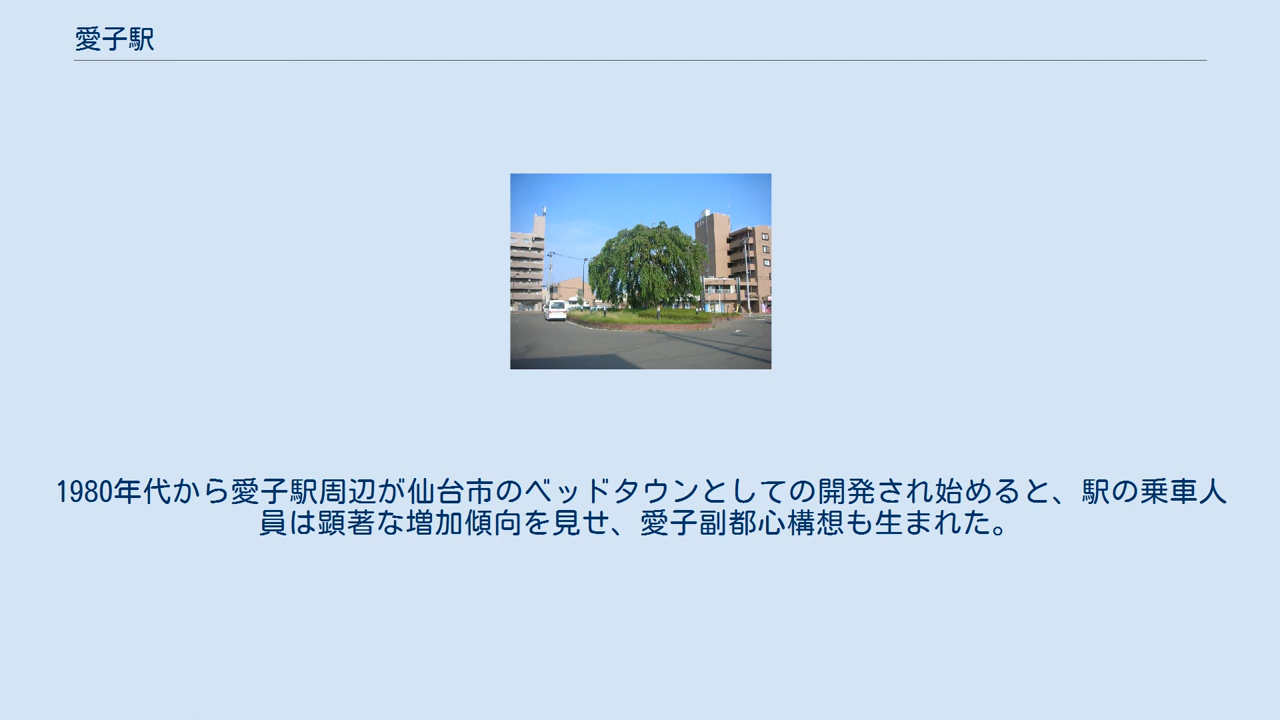 愛子駅
1980年代から愛子駅周辺が仙台市のベッドタウンとしての開発され始めると、駅の乗車人
員は顕著な増加傾向を見せ、愛子副都心構想も生まれた。